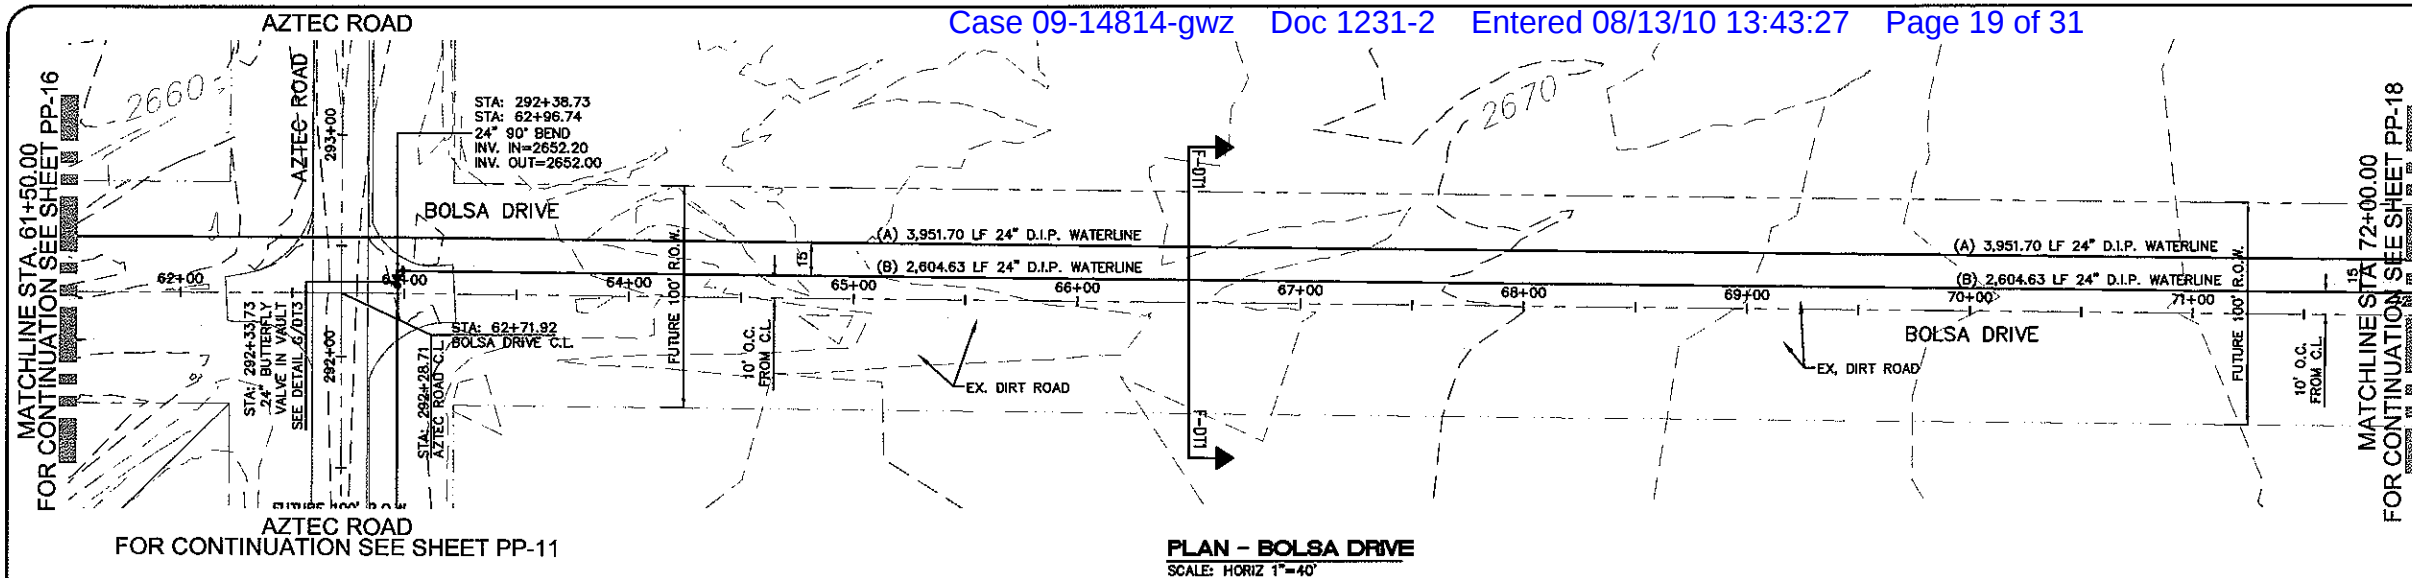 Case 09-14814-gwz Doc 1231-2 Entered 08/13/10 13:43:27 Page 19 of 31
AZTEC ROAD
MATCHLINE STA. 61+50.00
FOR CONTINUATION SEE SHEET PP-16
2660
AZTEC ROAD
293+00
STA: 292+38.73
STA: 62+96.74
24" 90° BEND
INV. IN=2652.20
INV. OUT=2652.00
BOLSA DRIVE
2670
F-DT1
(A) 3,951.70 LF 24" D.I.P. WATERLINE
(A) 3,951.70 LF 24" D.I.P. WATERLINE
15
(B) 2,604.63 LF 24" D.I.P. WATERLINE
(B) 2,604.63 LF 24" D.I.P. WATERLINE
15
62+00
63+00
64+00
65+00
66+00
67+00
68+00
69+00
70+00
71+00
STA: 292+33.73
24" BUTTERFLY
VALVE IN VAULT
SEE DETAIL G/DT3
292+00
STA: 62+71.92
BOLSA DRIVE C.L.
STA: 292+28.71
AZTEC ROAD C.L.
FUTURE 100' R.O.W.
10' O.C.
FROM C.L.
EX. DIRT ROAD
F-DT1
EX. DIRT ROAD
BOLSA DRIVE
FUTURE 100' R.O.W.
10' O.C.
FROM C.L.
MATCHLINE STA. 72+00.00
FOR CONTINUATION SEE SHEET PP-18
FUTURE 100' R.O.W.
AZTEC ROAD
FOR CONTINUATION SEE SHEET PP-11
PLAN - BOLSA DRIVE
SCALE: HORIZ 1"=40'